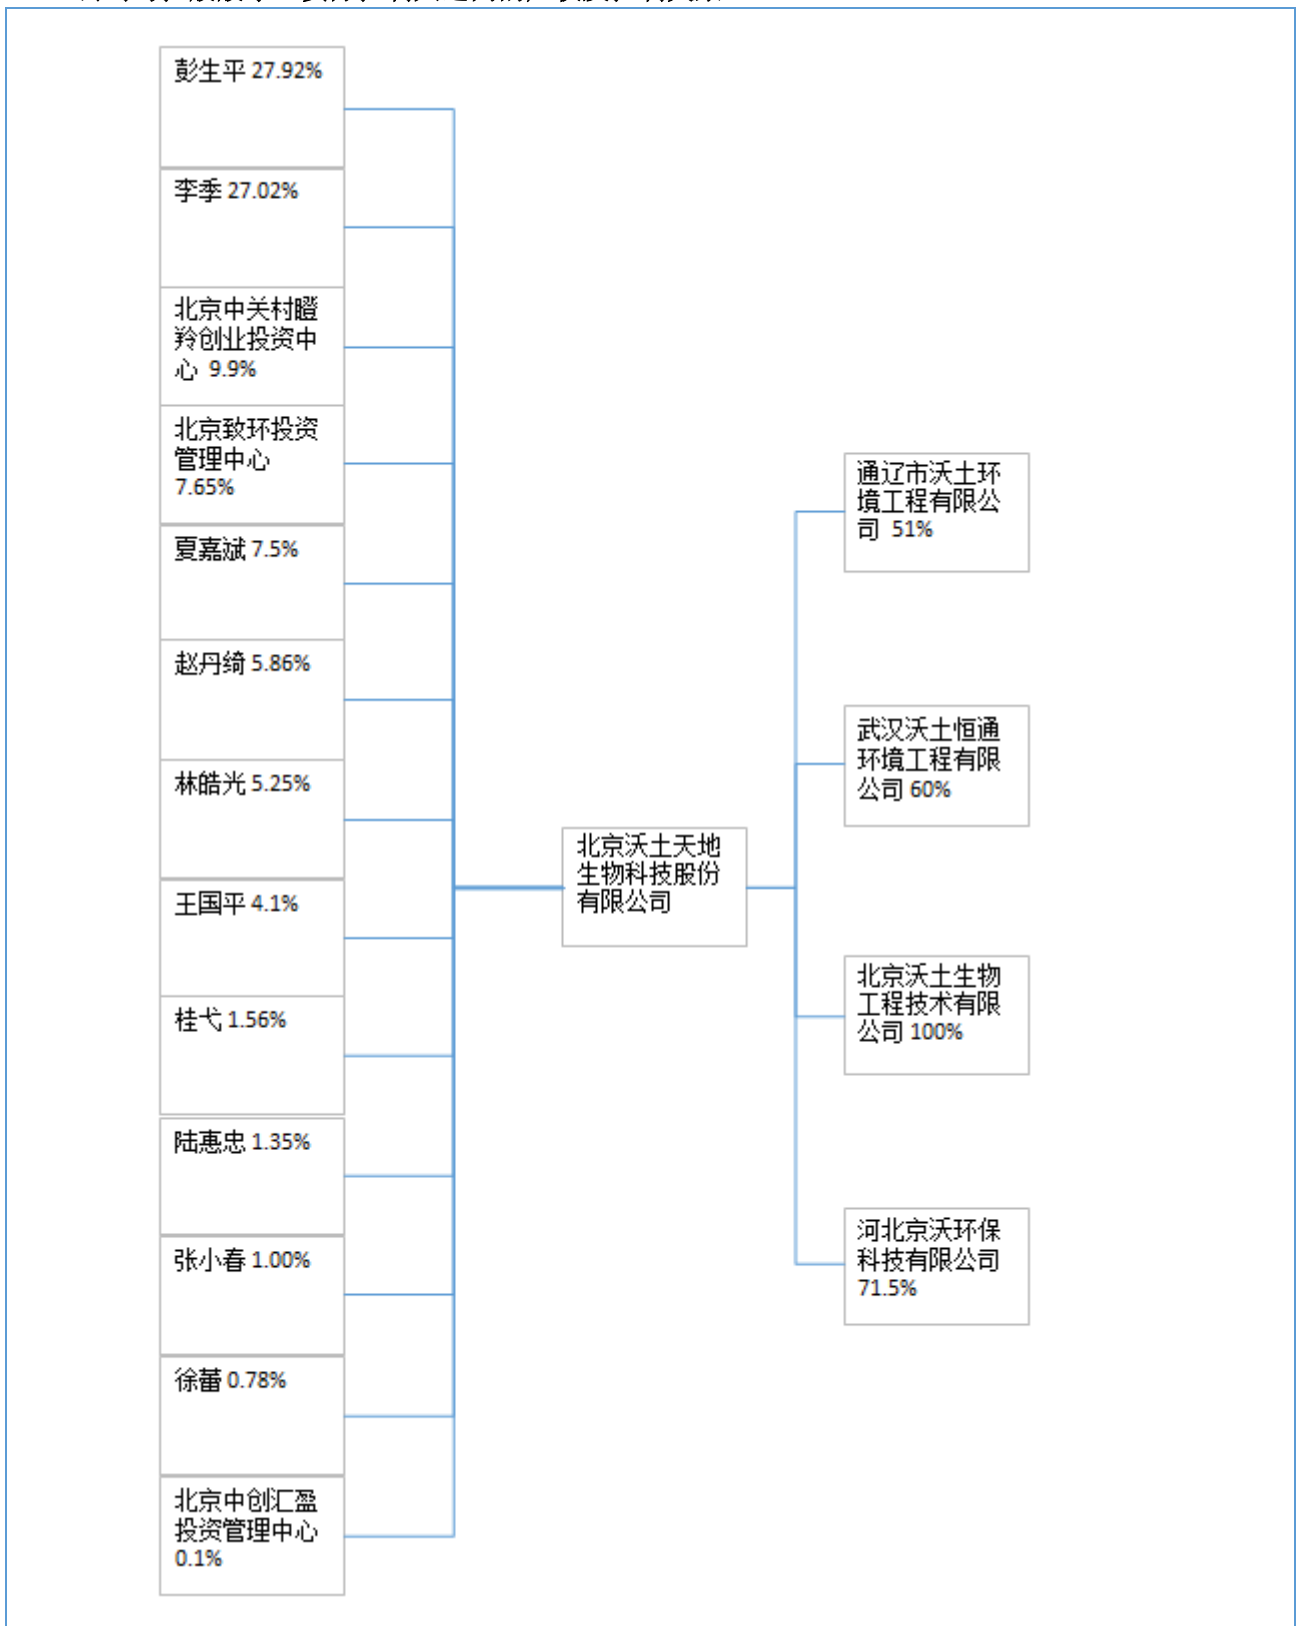 彭生平 27.92%
李季 27.02%
北京中关村瞪
羚创业投资中
心 9.9%
北京致环投资
管理中心
7.65%
夏嘉斌 7.5%
赵丹绮 5.86%
林皓光 5.25%
王国平 4.1%
桂弋 1.56%
陆惠忠 1.35%
张小春 1.00%
徐蕃 0.78%
北京中创汇盈
投资管理中心
0.1%
北京沃土天地
生物科技股份
有限公司
通辽市沃土环
境工程有限公
司 51%
武汉沃土恒通
环境工程有限
公司 60%
北京沃土生物
工程技术有限
公司 100%
河北京沃环保
科技有限公司
71.5%